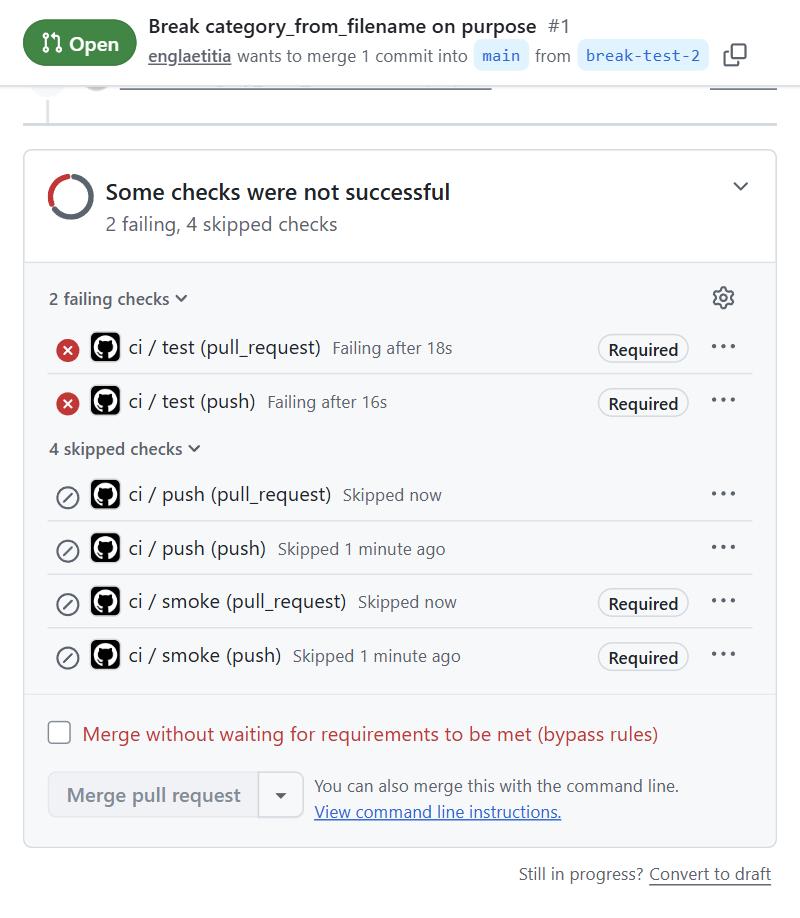 Open
Break category_from_filename on purpose #1
englaetitia wants to merge 1 commit into main from break-test-2
Some checks were not successful
2 failing, 4 skipped checks
2 failing checks
ci / test (pull_request) Failing after 18s Required
ci / test (push) Failing after 16s Required
4 skipped checks
ci / push (pull_request) Skipped now
ci / push (push) Skipped 1 minute ago
ci / smoke (pull_request) Skipped now Required
ci / smoke (push) Skipped 1 minute ago Required
Merge without waiting for requirements to be met (bypass rules)
Merge pull request
You can also merge this with the command line.
View command line instructions.
Still in progress? Convert to draft